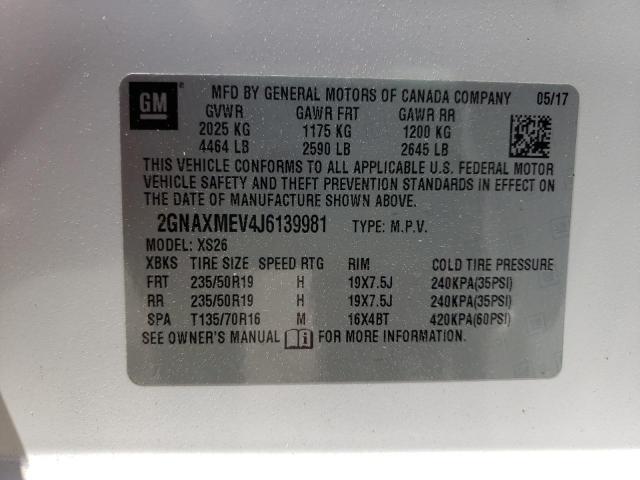 GM ® MFD BY GENERAL MOTORS OF CANADA COMPANY 05/17
GVWR GAWR FRT GAWR RR
2025 KG 1175 KG 1200 KG
4464 LB 2590 LB 2645 LB
THIS VEHICLE CONFORMS TO ALL APPLICABLE U.S. FEDERAL MOTOR
VEHICLE SAFETY AND THEFT PREVENTION STANDARDS IN EFFECT ON
THE DATE OF MANUFACTURE SHOWN ABOVE.
2GNAXMEV4J6139981 TYPE: M.P.V.
MODEL: XS26
XBKS TIRE SIZE SPEED RTG RIM COLD TIRE PRESSURE
FRT 235/50R19 H 19X7.5J 240KPA(35PSI)
RR 235/50R19 H 19X7.5J 240KPA(35PSI)
SPA T135/70R16 M 16X4BT 420KPA(60PSI)
SEE OWNER'S MANUAL FOR MORE INFORMATION.